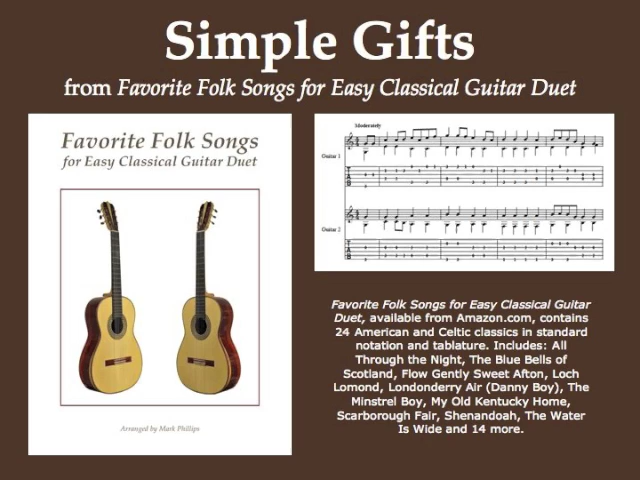 Simple Gifts
from Favorite Folk Songs for Easy Classical Guitar Duet
Favorite Folk Songs
for Easy Classical Guitar Duet
Arranged by Mark Phillips
Moderately
Guitar 1
Guitar 2
Favorite Folk Songs for Easy Classical Guitar
Duet, available from Amazon.com, contains
24 American and Celtic classics in standard
notation and tablature. Includes: All
Through the Night, The Blue Bells of
Scotland, Flow Gently Sweet Afton, Loch
Lomond, Londonderry Air (Danny Boy), The
Minstrel Boy, My Old Kentucky Home,
Scarborough Fair, Shenandoah, The Water
Is Wide and 14 more.